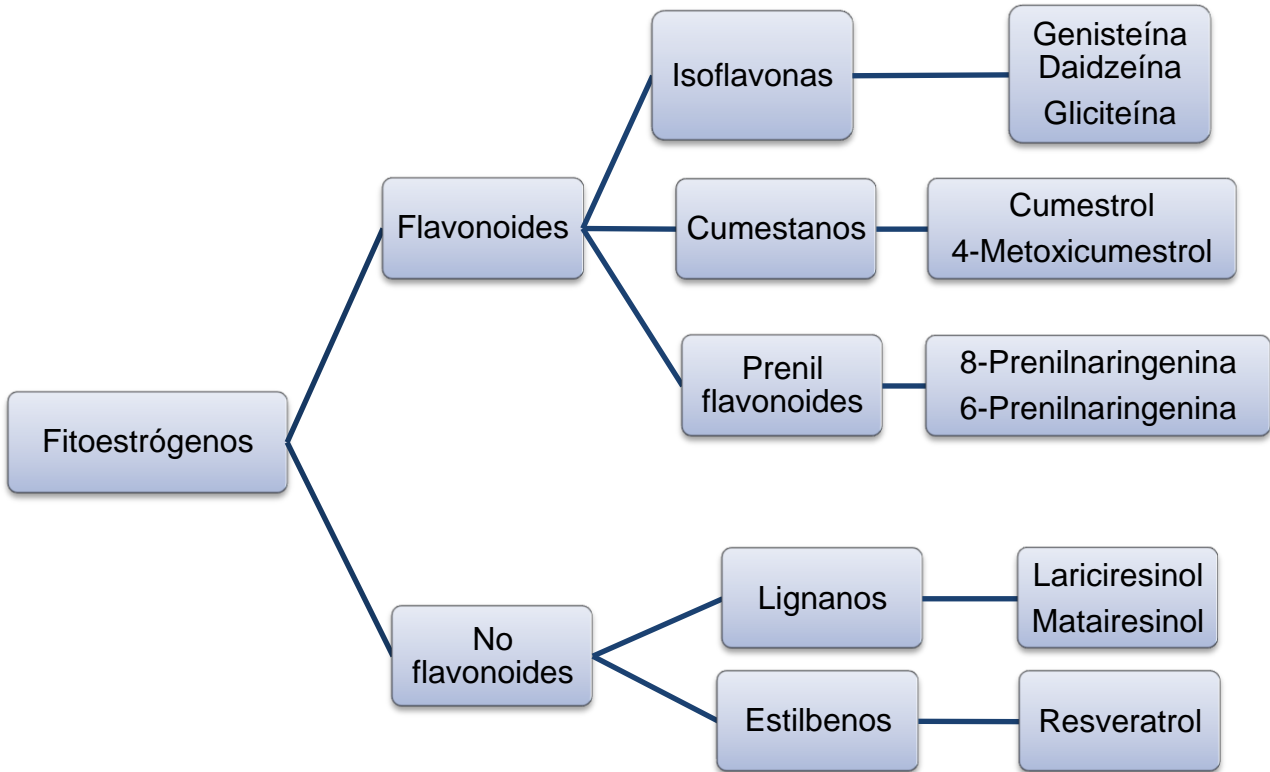 Fitoestrógenos
Flavonoides
Isoflavonas
Genisteína
Daidzeína
Gliciteína
Cumestanos
Cumestrol
4-Metoxicumestrol
Prenil
flavonoides
8-Prenilnaringenina
6-Prenilnaringenina
No
flavonoides
Lignanos
Lariciresinol
Matairesinol
Estilbenos
Resveratrol